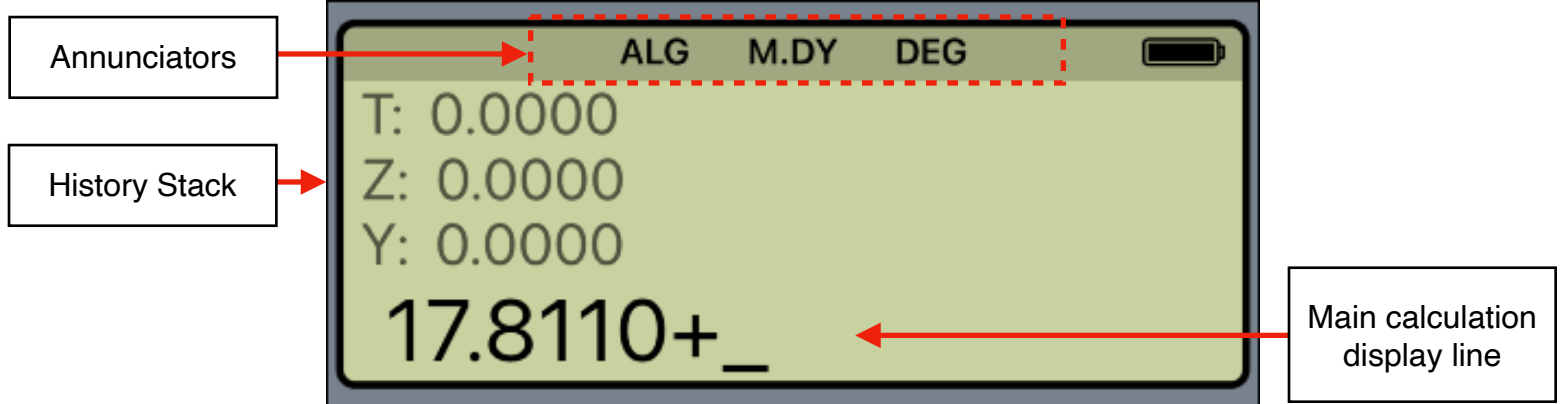 Annunciators
ALG M.DY DEG
History Stack
T: 0.0000
Z: 0.0000
Y: 0.0000
17.8110+_
Main calculation
display line